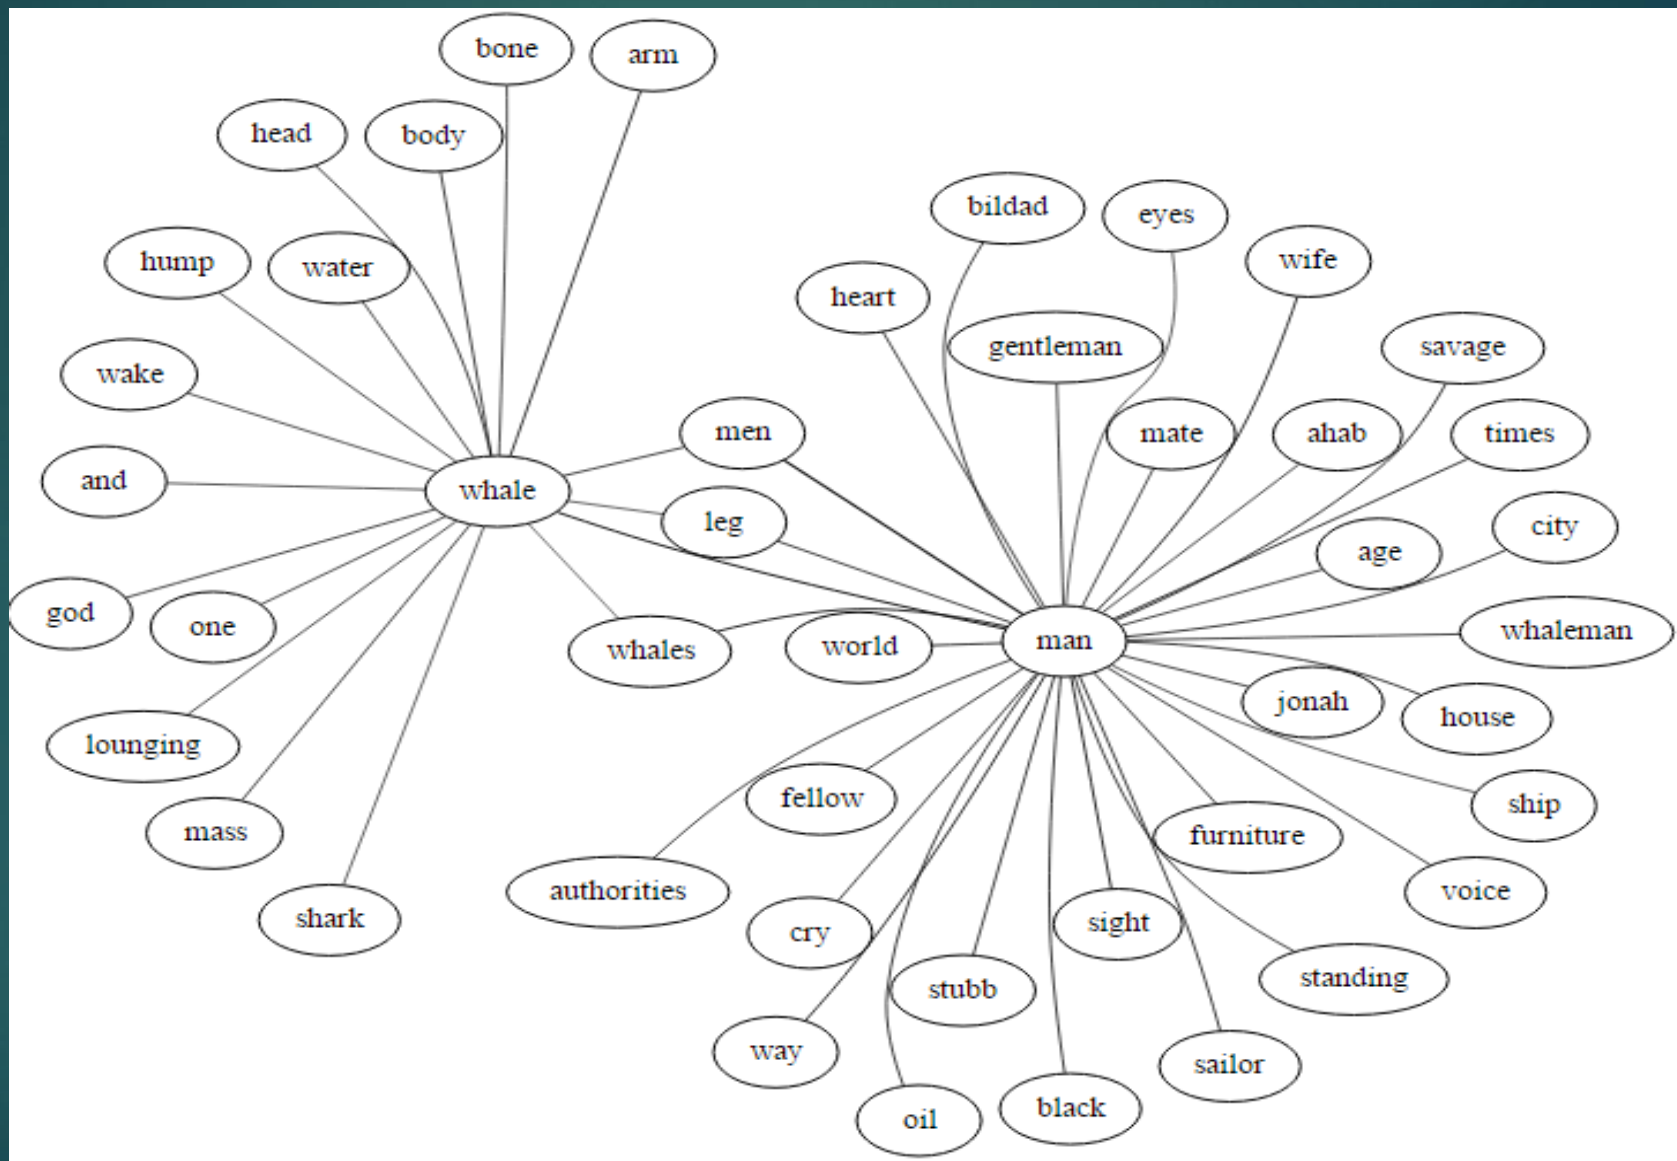 bone
arm
head
body
bildad
eyes
hump
water
wife
heart
gentleman
savage
wake
men
mate
ahab
times
and
whale
leg
age
city
god
one
whales
world
man
whaleman
lounging
jonah
house
mass
fellow
furniture
ship
shark
authorities
cry
sight
voice
stubb
standing
way
oil
black
sailor